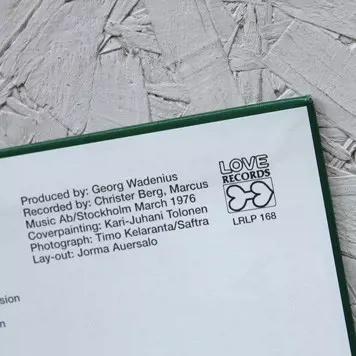 Produced by: Georg Wadenius
Recorded by: Christer Berg, Marcus
Music Ab/Stockholm March 1976
Coverpainting: Kari-Juhani Tolonen
Photograph: Timo Kelaranta/Saftra
Lay-out: Jorma Auersalo
LOVE
RECORDS
LRLP 168